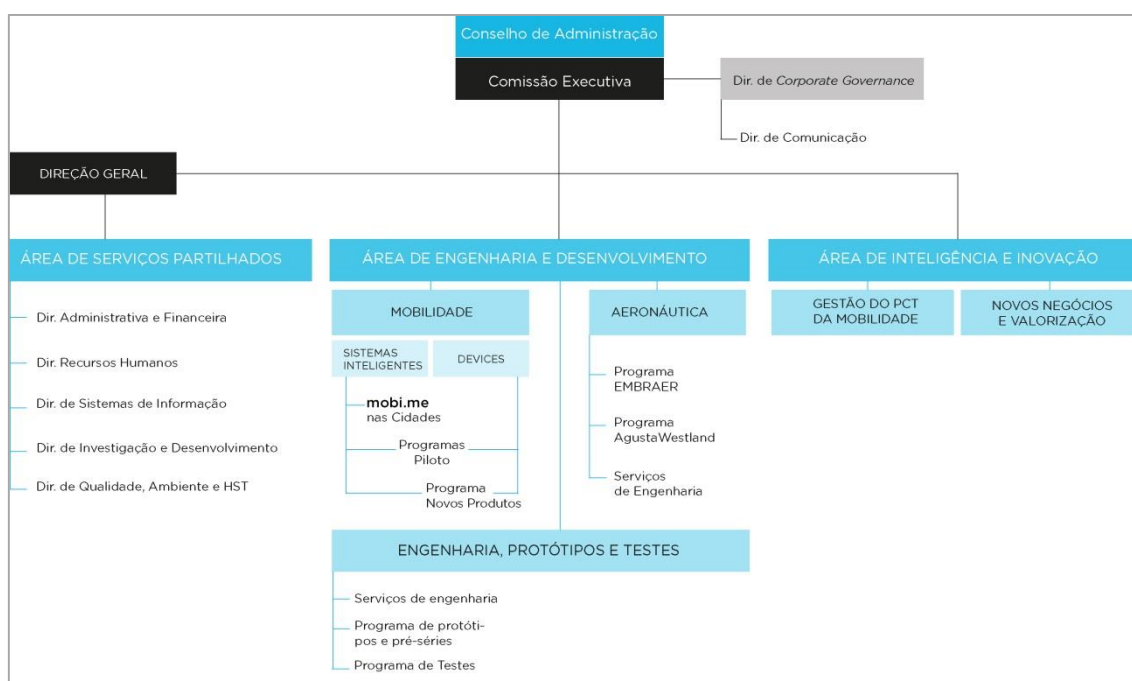 Conselho de Administração
Comissão Executiva
Dir. de Corporate Governance
Dir. de Comunicação
DIREÇÃO GERAL
ÁREA DE SERVIÇOS PARTILHADOS
Dir. Administrativa e Financeira
Dir. Recursos Humanos
Dir. de Sistemas de Informação
Dir. de Investigação e Desenvolvimento
Dir. de Qualidade, Ambiente e HST
ÁREA DE ENGENHARIA E DESENVOLVIMENTO
MOBILIDADE
SISTEMAS
INTELIGENTES
DEVICES
mobi.me
nas Cidades
Programas
Piloto
Programa
Novos Produtos
AERONÁUTICA
Programa
EMBRAER
Programa
AgustaWestland
Serviços
de Engenharia
ENGENHARIA, PROTÓTIPOS E TESTES
Serviços de engenharia
Programa de protóti-
pos e pré-séries
Programa de Testes
ÁREA DE INTELIGÊNCIA E INOVAÇÃO
GESTÃO DO PCT
DA MOBILIDADE
NOVOS NEGÓCIOS
E VALORIZAÇÃO